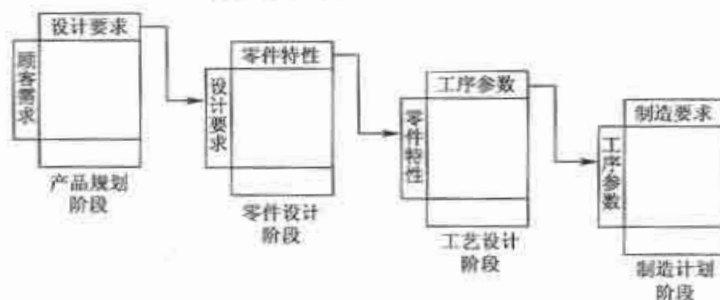 设计要求
顾客需求
产品规划
阶段
零件特性
设计要求
零件设计
阶段
工序参数
零件特性
工艺设计
阶段
制造要求
工序参数
制造计划
阶段